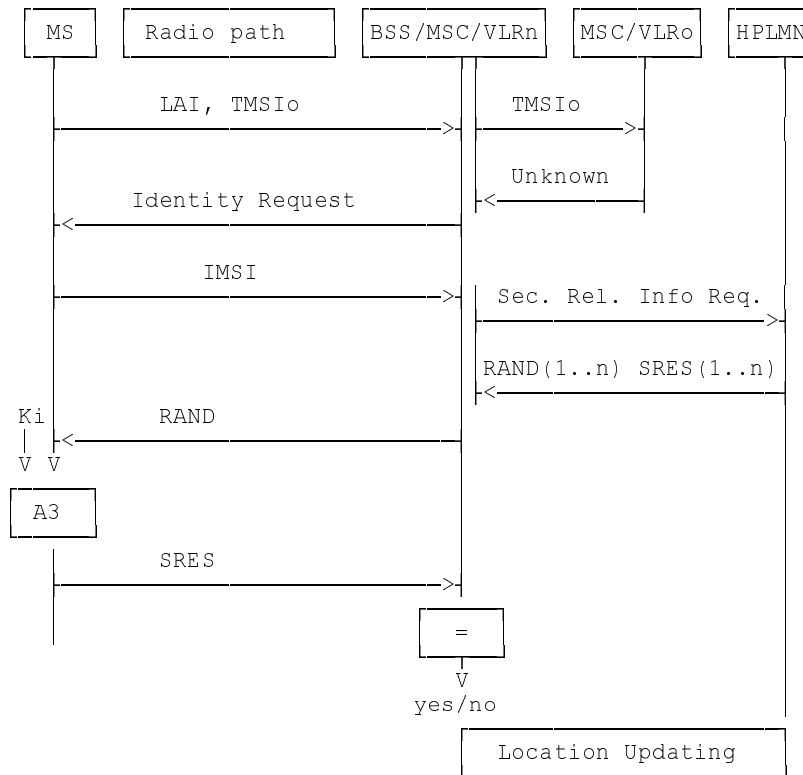 MS Radio path BSS/MSC/VLRn MSC/VLRo HPLMN
LAI, TMSIo TMSIo
Unknown
Identity Request
IMSI
Sec. Rel. Info Req.
RAND(1..n) SRES(1..n)
Ki RAND
V V
A3
SRES
=
V
yes/no
Location Updating